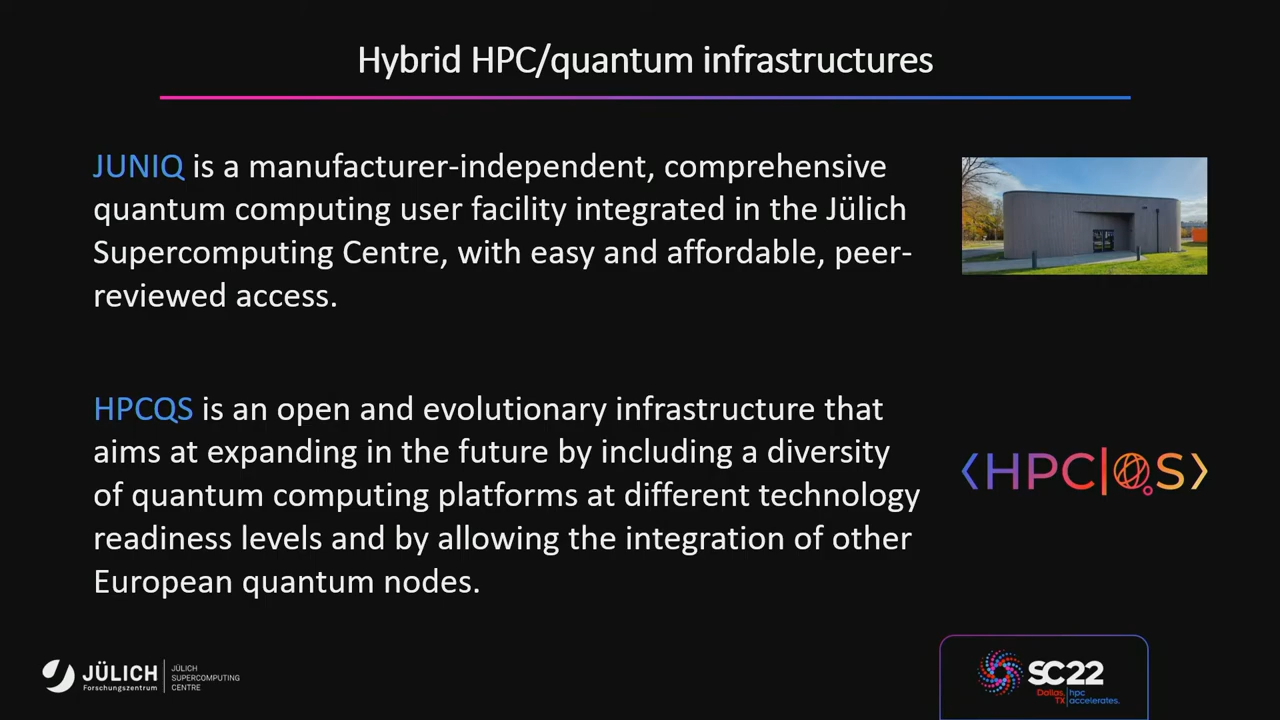 Hybrid HPC/quantum infrastructures
JUNIQ is a manufacturer-independent, comprehensive
quantum computing user facility integrated in the Jülich
Supercomputing Centre, with easy and affordable, peer-
reviewed access.
HPCQS is an open and evolutionary infrastructure that
aims at expanding in the future by including a diversity
of quantum computing platforms at different technology
readiness levels and by allowing the integration of other
European quantum nodes.
<HPC|QS>
JÜLICH
Forschungszentrum
JÜLICH
SUPERCOMPUTING
CENTRE
SC22
Dallas, hpc
TX accelerates.